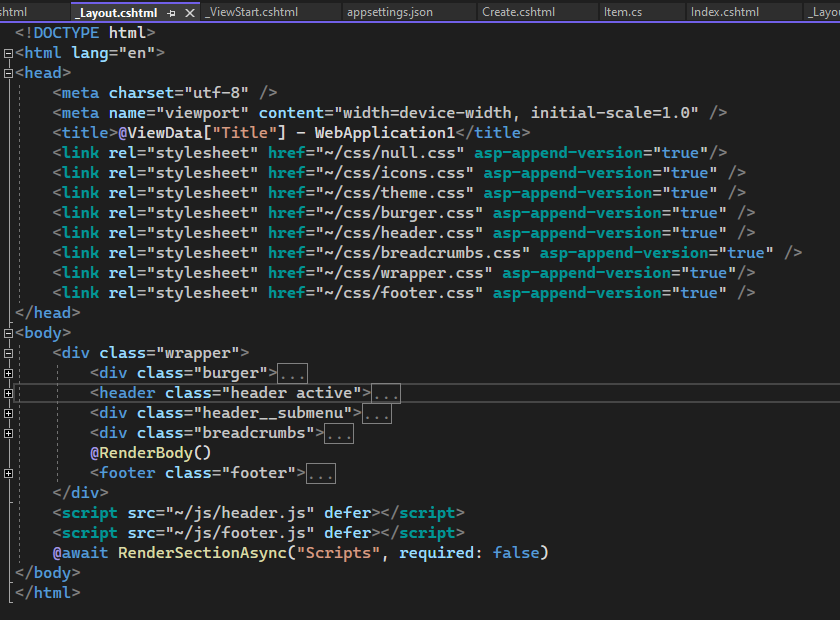 shtml _Layout.cshtml _ViewStart.cshtml appsettings.json Create.cshtml Item.cs Index.cshtml _Layou
<!DOCTYPE html>
<html lang="en">
<head>
<meta charset="utf-8" />
<meta name="viewport" content="width=device-width, initial-scale=1.0" />
<title>@ViewData["Title"] - WebApplication1</title>
<link rel="stylesheet" href="~/css/null.css" asp-append-version="true"/>
<link rel="stylesheet" href="~/css/icons.css" asp-append-version="true" />
<link rel="stylesheet" href="~/css/theme.css" asp-append-version="true" />
<link rel="stylesheet" href="~/css/burger.css" asp-append-version="true" />
<link rel="stylesheet" href="~/css/header.css" asp-append-version="true" />
<link rel="stylesheet" href="~/css/breadcrumbs.css" asp-append-version="true" />
<link rel="stylesheet" href="~/css/wrapper.css" asp-append-version="true"/>
<link rel="stylesheet" href="~/css/footer.css" asp-append-version="true" />
</head>
<body>
<div class="wrapper">
<div class="burger">...
<header class="header active">...
<div class="header__submenu">...
<div class="breadcrumbs">...
@RenderBody()
<footer class="footer">...
</div>
<script src="~/js/header.js" defer></script>
<script src="~/js/footer.js" defer></script>
@await RenderSectionAsync("Scripts", required: false)
</body>
</html>